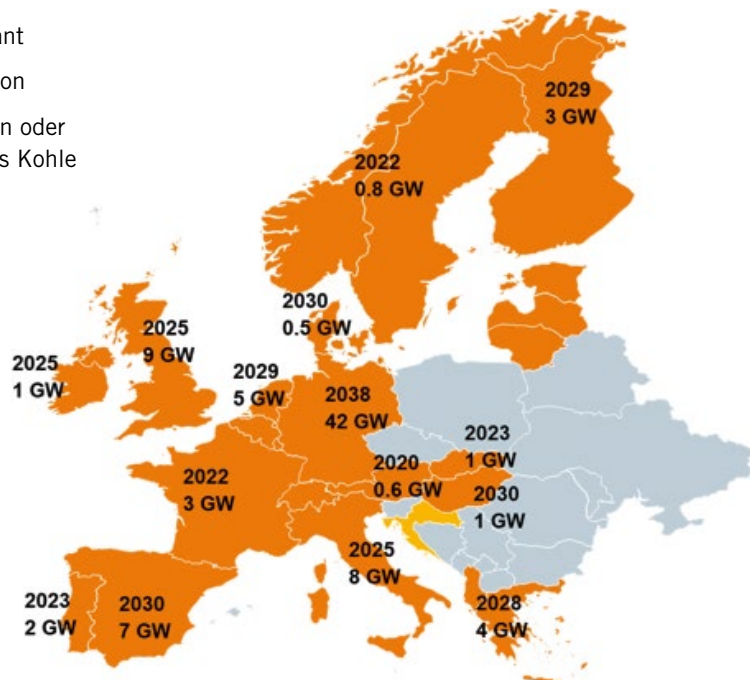 ant
on
n oder
s Kohle
2029
3 GW
2022
0.8 GW
2030
0.5 GW
2025
9 GW
2025
1 GW
2029
5 GW
2038
42 GW
2023
1 GW
2020
0.6 GW
2022
3 GW
2030
1 GW
2025
8 GW
2023
2 GW
2030
7 GW
2028
4 GW